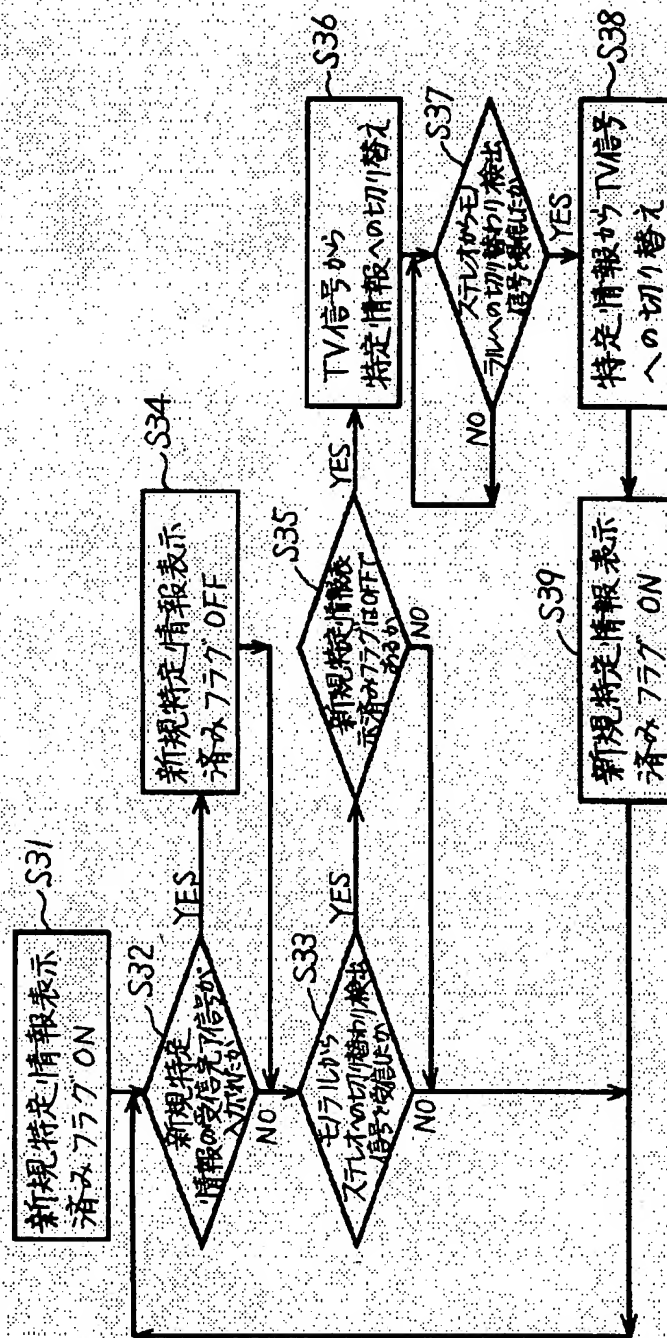 S31
新規特定情報表示
済みフラグ ON
S32
新規特定
情報の受信完了信号が
入力されたか
YES
NO
S34
新規特定情報表示
済みフラグ OFF
S33
モノラルから
ステレオへの切り替わり検出
信号を受信したか
YES
NO
S35
新規特定情報表
示済みフラグはOFFで
あるか
YES
NO
S36
TV信号から
特定情報への切り替え
S37
ステレオからモノ
ラルへの切り替わり検出
信号を受信したか
NO
YES
S38
特定情報からTV信号
への切り替え
S39
新規特定情報表示
済みフラグ ON